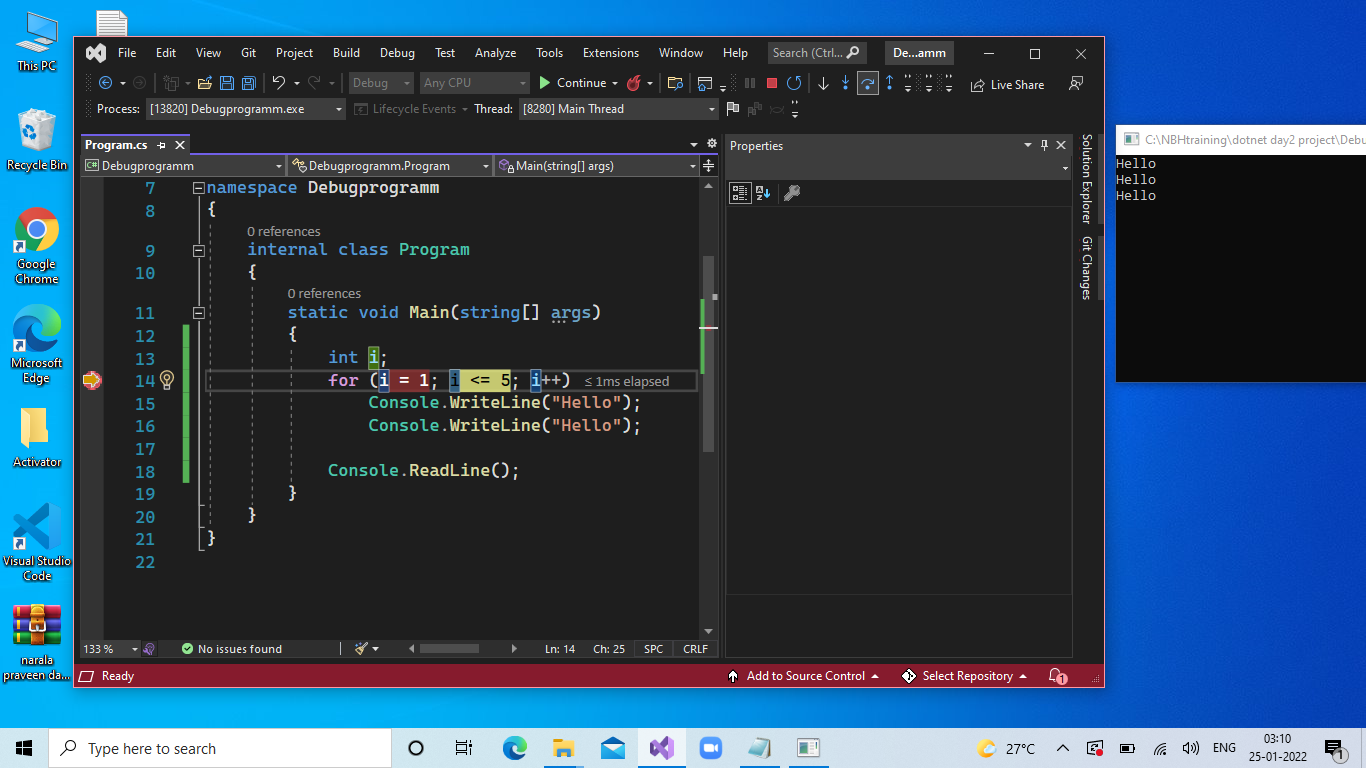 This PC
Recycle Bin
Google
Chrome
Microsoft
Edge
Activator
Visual Studio
Code
narala
praveen da...
File Edit View Git Project Build Debug Test Analyze Tools Extensions Window Help Search (Ctrl... De...amm
Debug Any CPU Continue Live Share
Process: [13820] Debugprogramm.exe Lifecycle Events Thread: [8280] Main Thread
Program.cs
C# Debugprogramm Debugprogramm.Program Main(string[] args)
7 namespace Debugprogramm
8 {
0 references
9 internal class Program
10 {
0 references
11 static void Main(string[] args)
12 {
13 int i;
14 for (i = 1; i <= 5; i++) ≤ 1ms elapsed
15 Console.WriteLine("Hello");
16 Console.WriteLine("Hello");
17
18 Console.ReadLine();
19 }
20 }
21 }
22
133 % No issues found Ln: 14 Ch: 25 SPC CRLF
Properties
Solution Explorer
Git Changes
Ready Add to Source Control Select Repository 1
C:\NBHtraining\dotnet day2 project\Debu
Hello
Hello
Hello
Type here to search
27°C ENG 03:10
25-01-2022 1